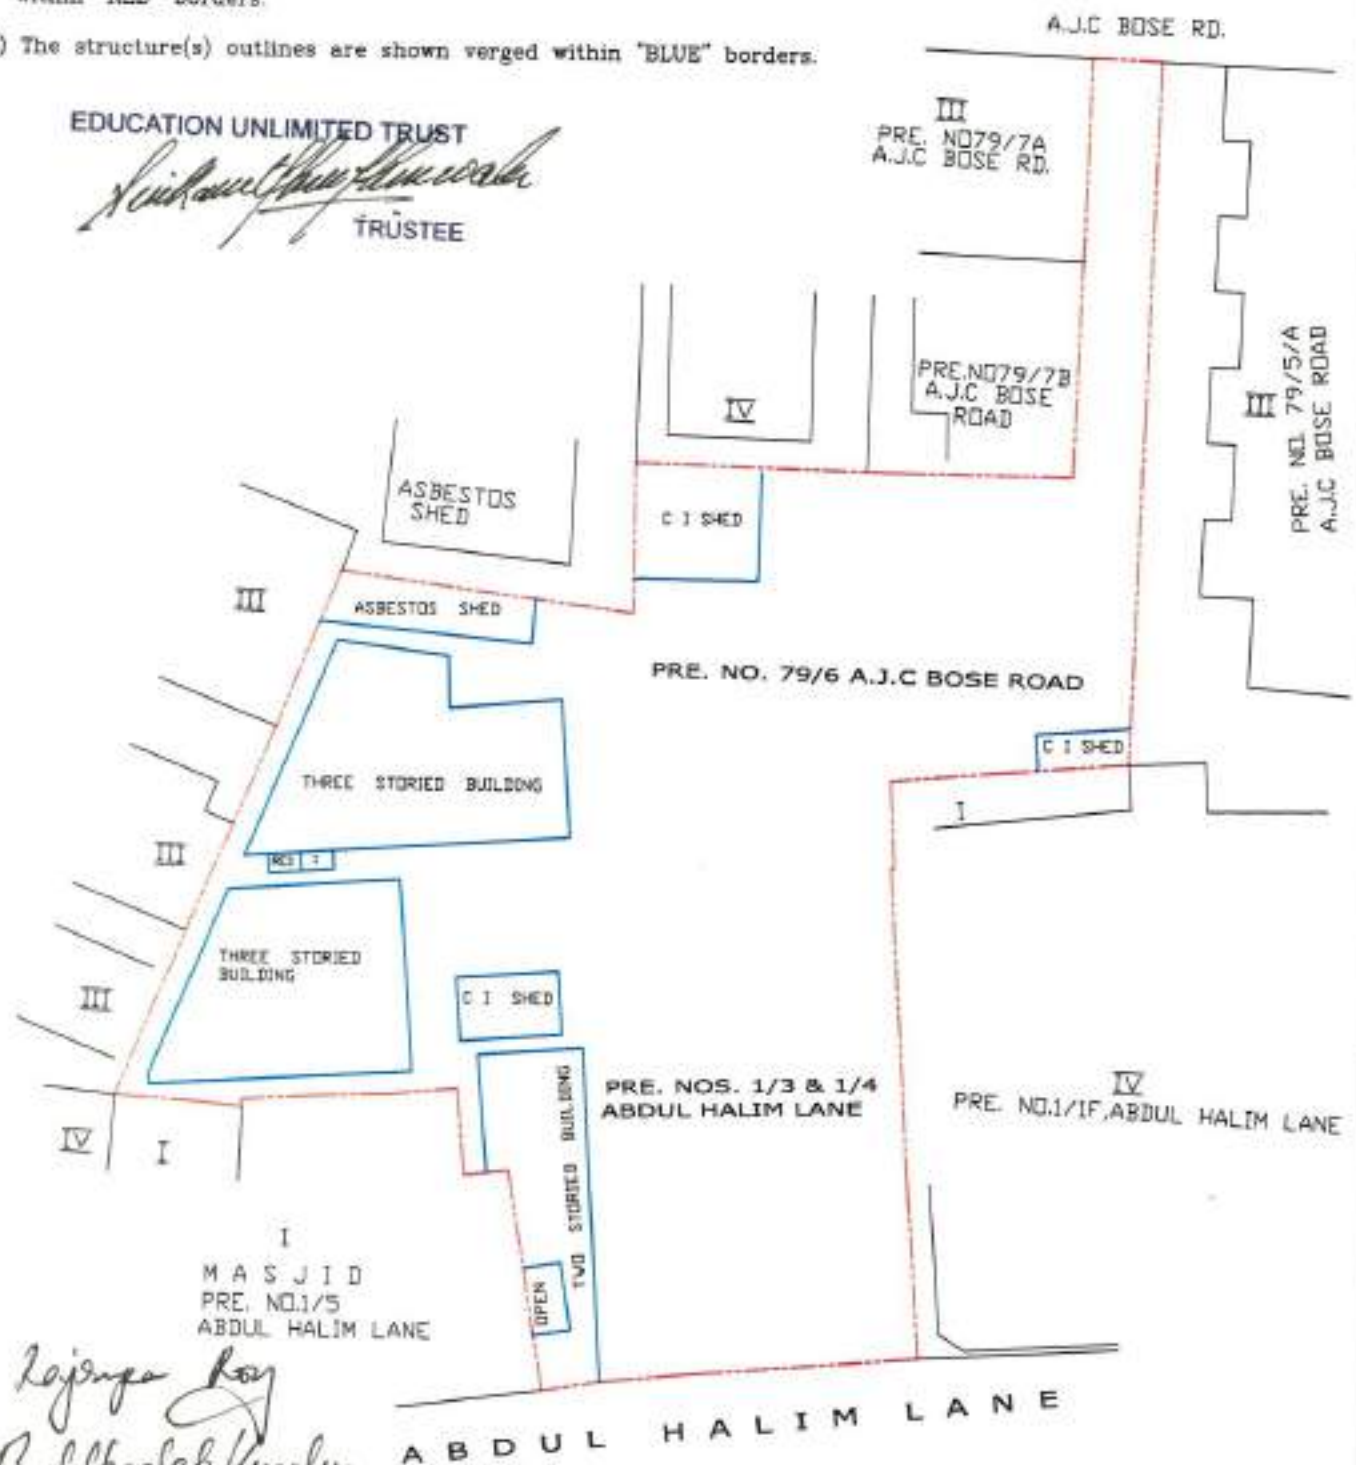 within "RED" borders.
) The structure(s) outlines are shown verged within "BLUE" borders.
A.J.C BOSE RD.
EDUCATION UNLIMITED TRUST
TRUSTEE
III
PRE. NO79/7A
A.J.C BOSE RD.
PRE.NO79/7B
A.J.C BOSE
ROAD
IV
III
PRE. NO. 79/5/A
A.J.C BOSE ROAD
ASBESTOS
SHED
C I SHED
III
ASBESTOS SHED
PRE. NO. 79/6 A.J.C BOSE ROAD
C I SHED
I
THREE STORIED BUILDING
III
I
THREE STORIED
BUILDING
III
C I SHED
PRE. NOS. 1/3 & 1/4
ABDUL HALIM LANE
TWO STORIED BUILDING
OPEN
IV
PRE. NO.1/1F,ABDUL HALIM LANE
IV
I
I
MASJID
PRE. NO.1/5
ABDUL HALIM LANE
Roy
ABDUL HALIM LANE